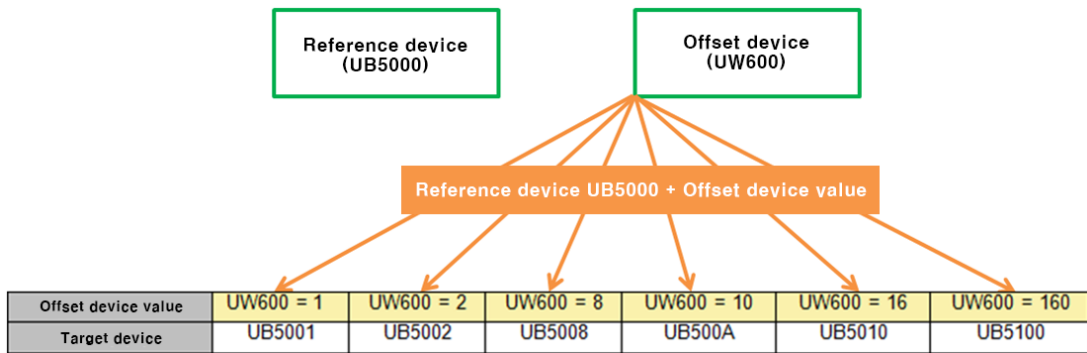 Reference device
(UB5000)
Offset device
(UW600)
Reference device UB5000 + Offset device value
Offset device value UW600 = 1 UW600 = 2 UW600 = 8 UW600 = 10 UW600 = 16 UW600 = 160
Target device UB5001 UB5002 UB5008 UB500A UB5010 UB5100